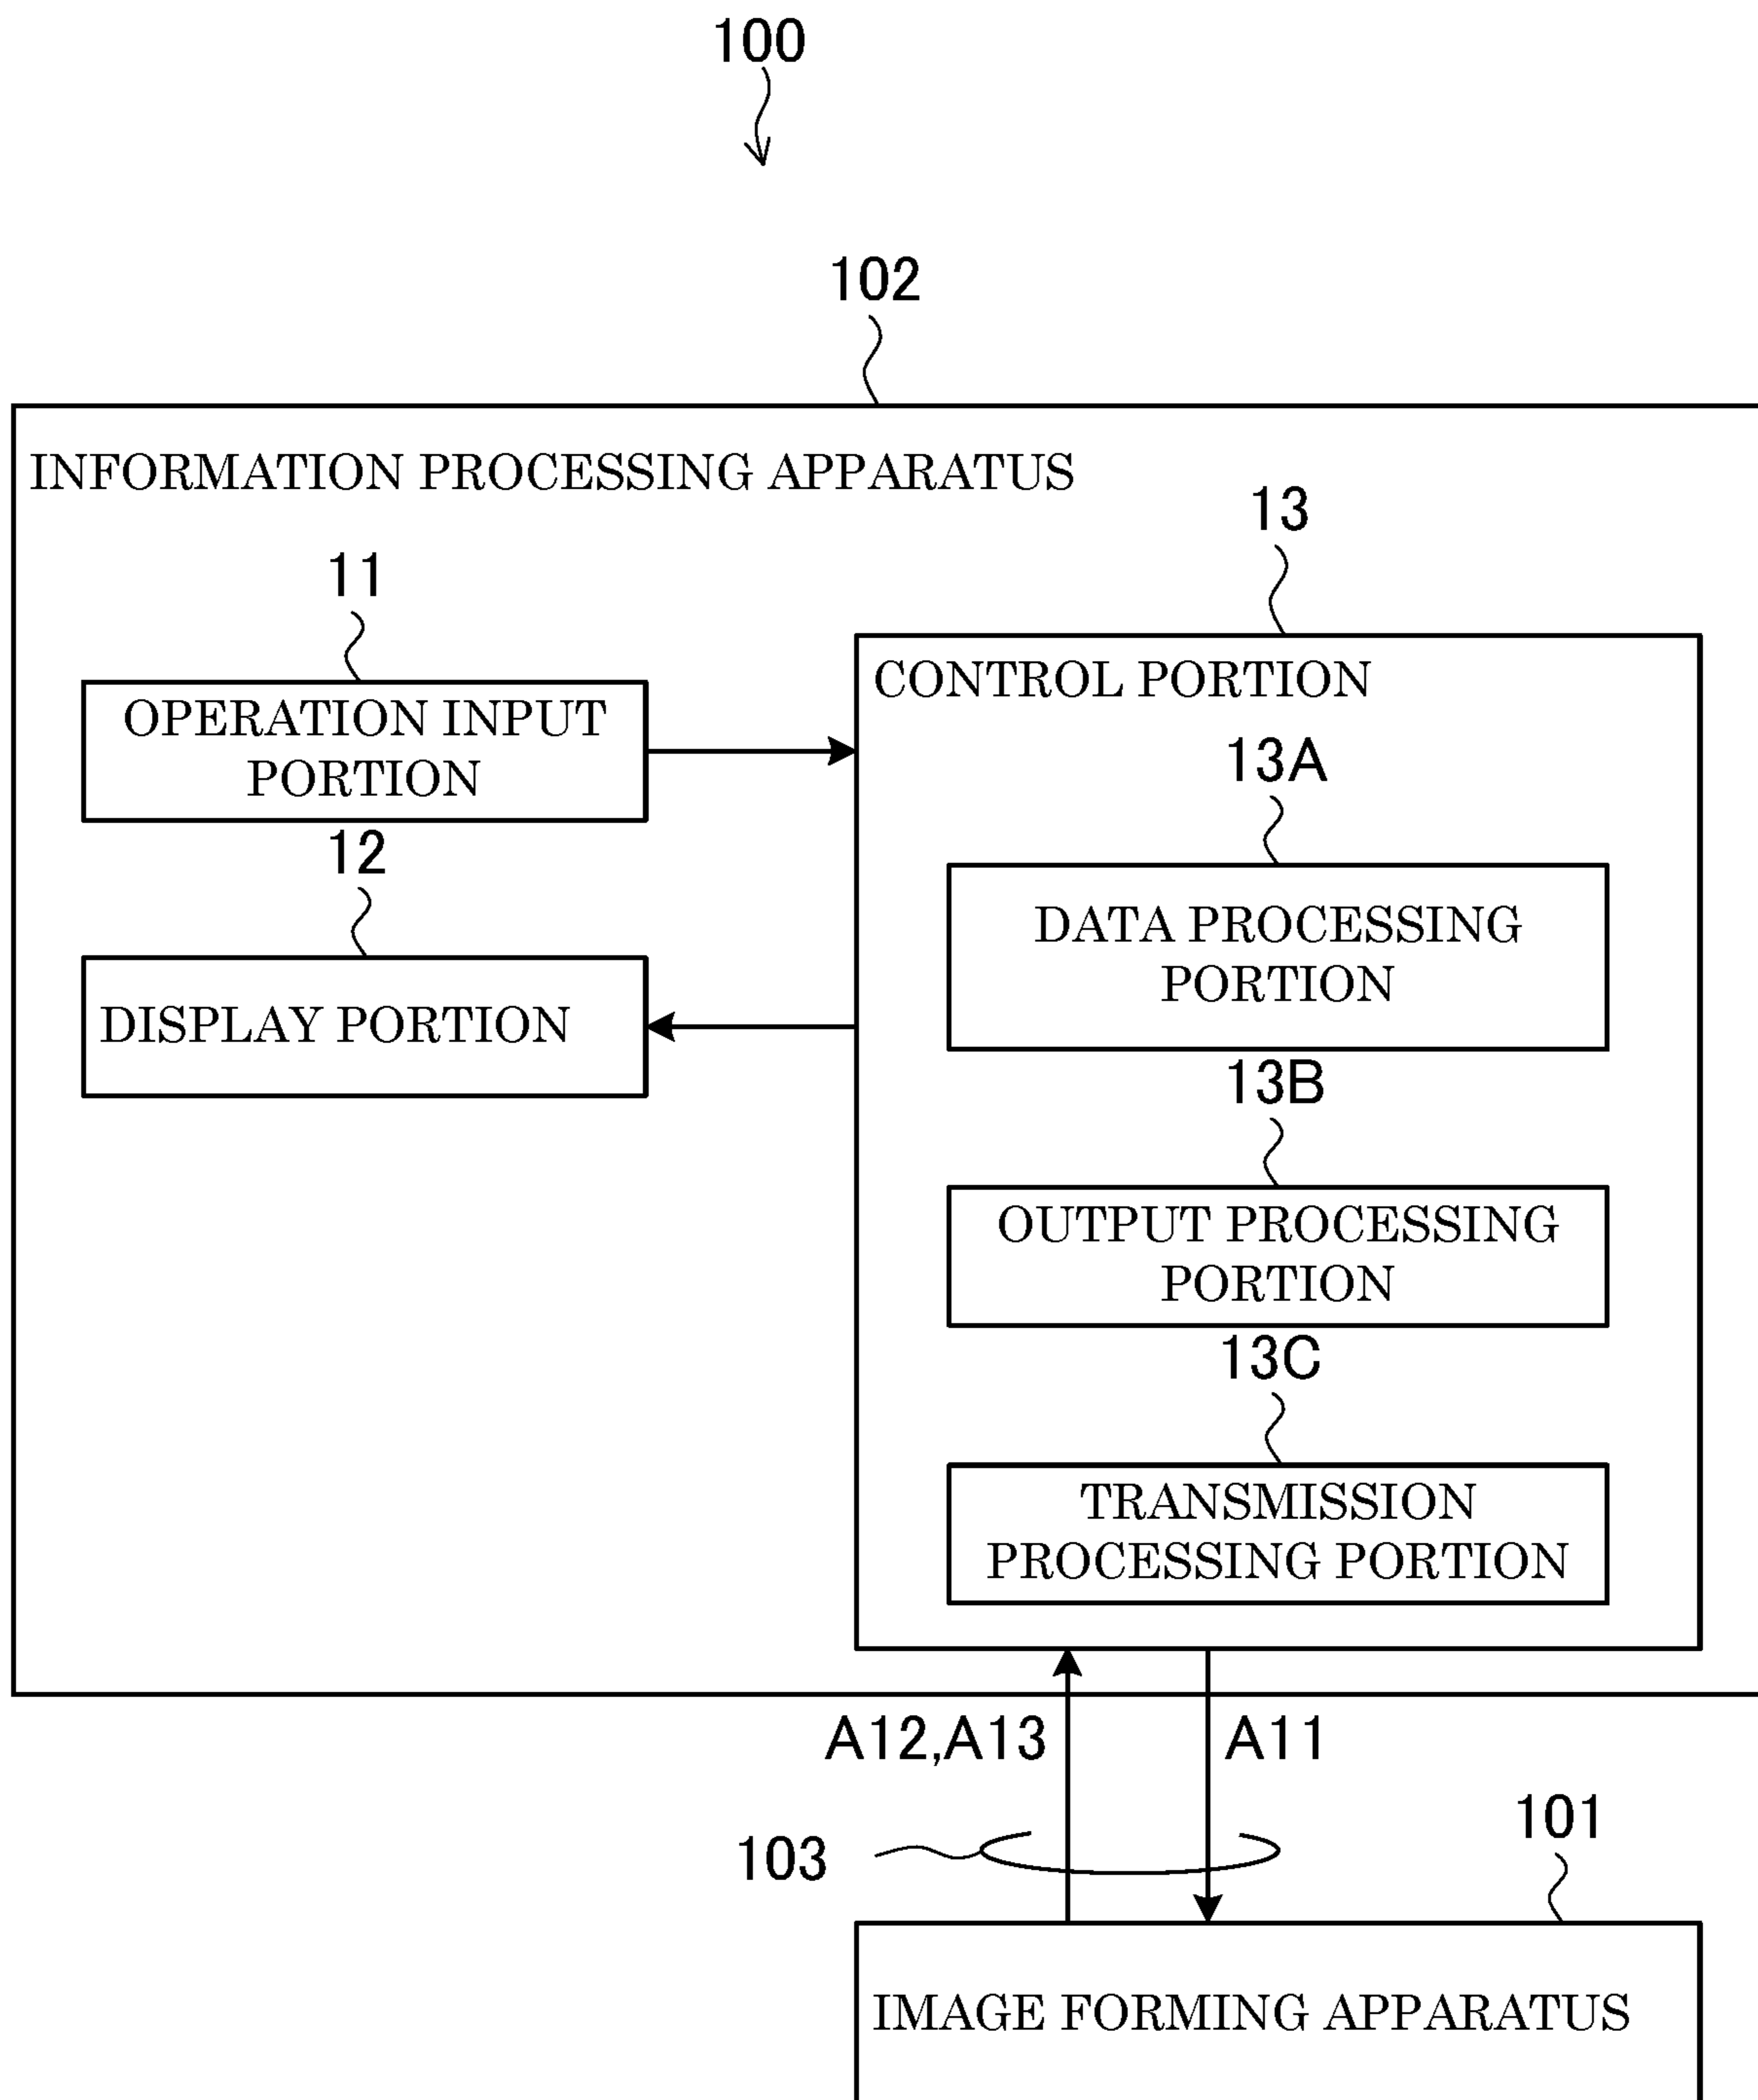 100
102
INFORMATION PROCESSING APPARATUS
13
11
CONTROL PORTION
OPERATION INPUT
PORTION
13A
12
DATA PROCESSING
PORTION
DISPLAY PORTION
13B
OUTPUT PROCESSING
PORTION
13C
TRANSMISSION
PROCESSING PORTION
A12,A13
A11
101
103
IMAGE FORMING APPARATUS